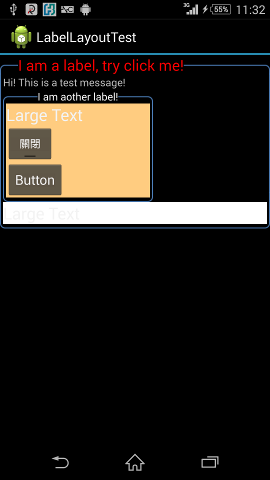 3G
55%
11:32
LabelLayoutTest
I am a label, try click me!
Hi! This is a test message!
I am aother label!
Large Text
關閉
Button
Large Text